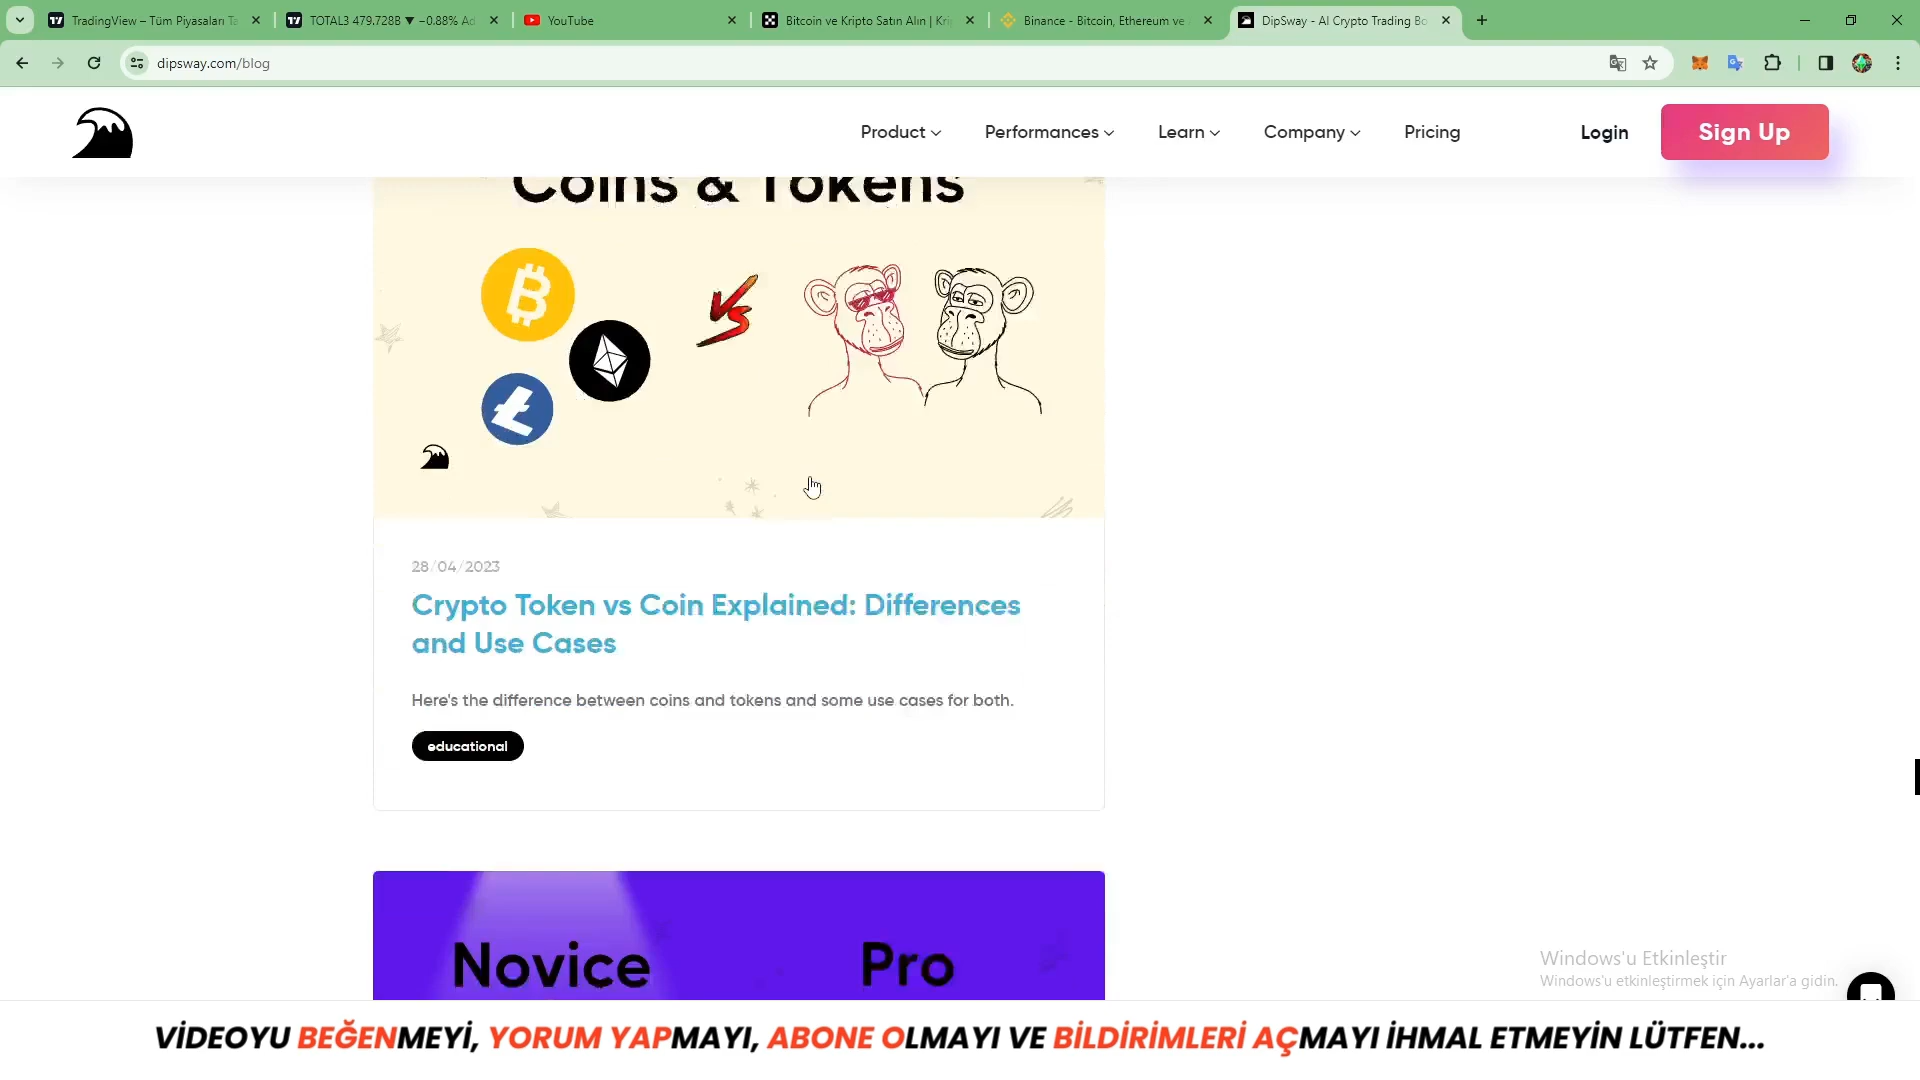 TradingView – Tüm Piyasaları Ta
TOTAL3 479.728B ▼ −0.88% Ad
YouTube
Bitcoin ve Kripto Satın Alın | Kri
Binance - Bitcoin, Ethereum ve
DipSway - AI Crypto Trading Bo
dipsway.com/blog
Product
Performances
Learn
Company
Pricing
Login
Sign Up
Coins & Tokens
VS
28/04/2023
Crypto Token vs Coin Explained: Differences
and Use Cases
Here's the difference between coins and tokens and some use cases for both.
educational
Novice
Pro
Windows'u Etkinleştir
Windows'u etkinleştirmek için Ayarlar'a gidin.
VİDEOYU BEĞENMEYİ, YORUM YAPMAYI, ABONE OLMAYI VE BİLDİRİMLERİ AÇMAYI İHMAL ETMEYİN LÜTFEN...